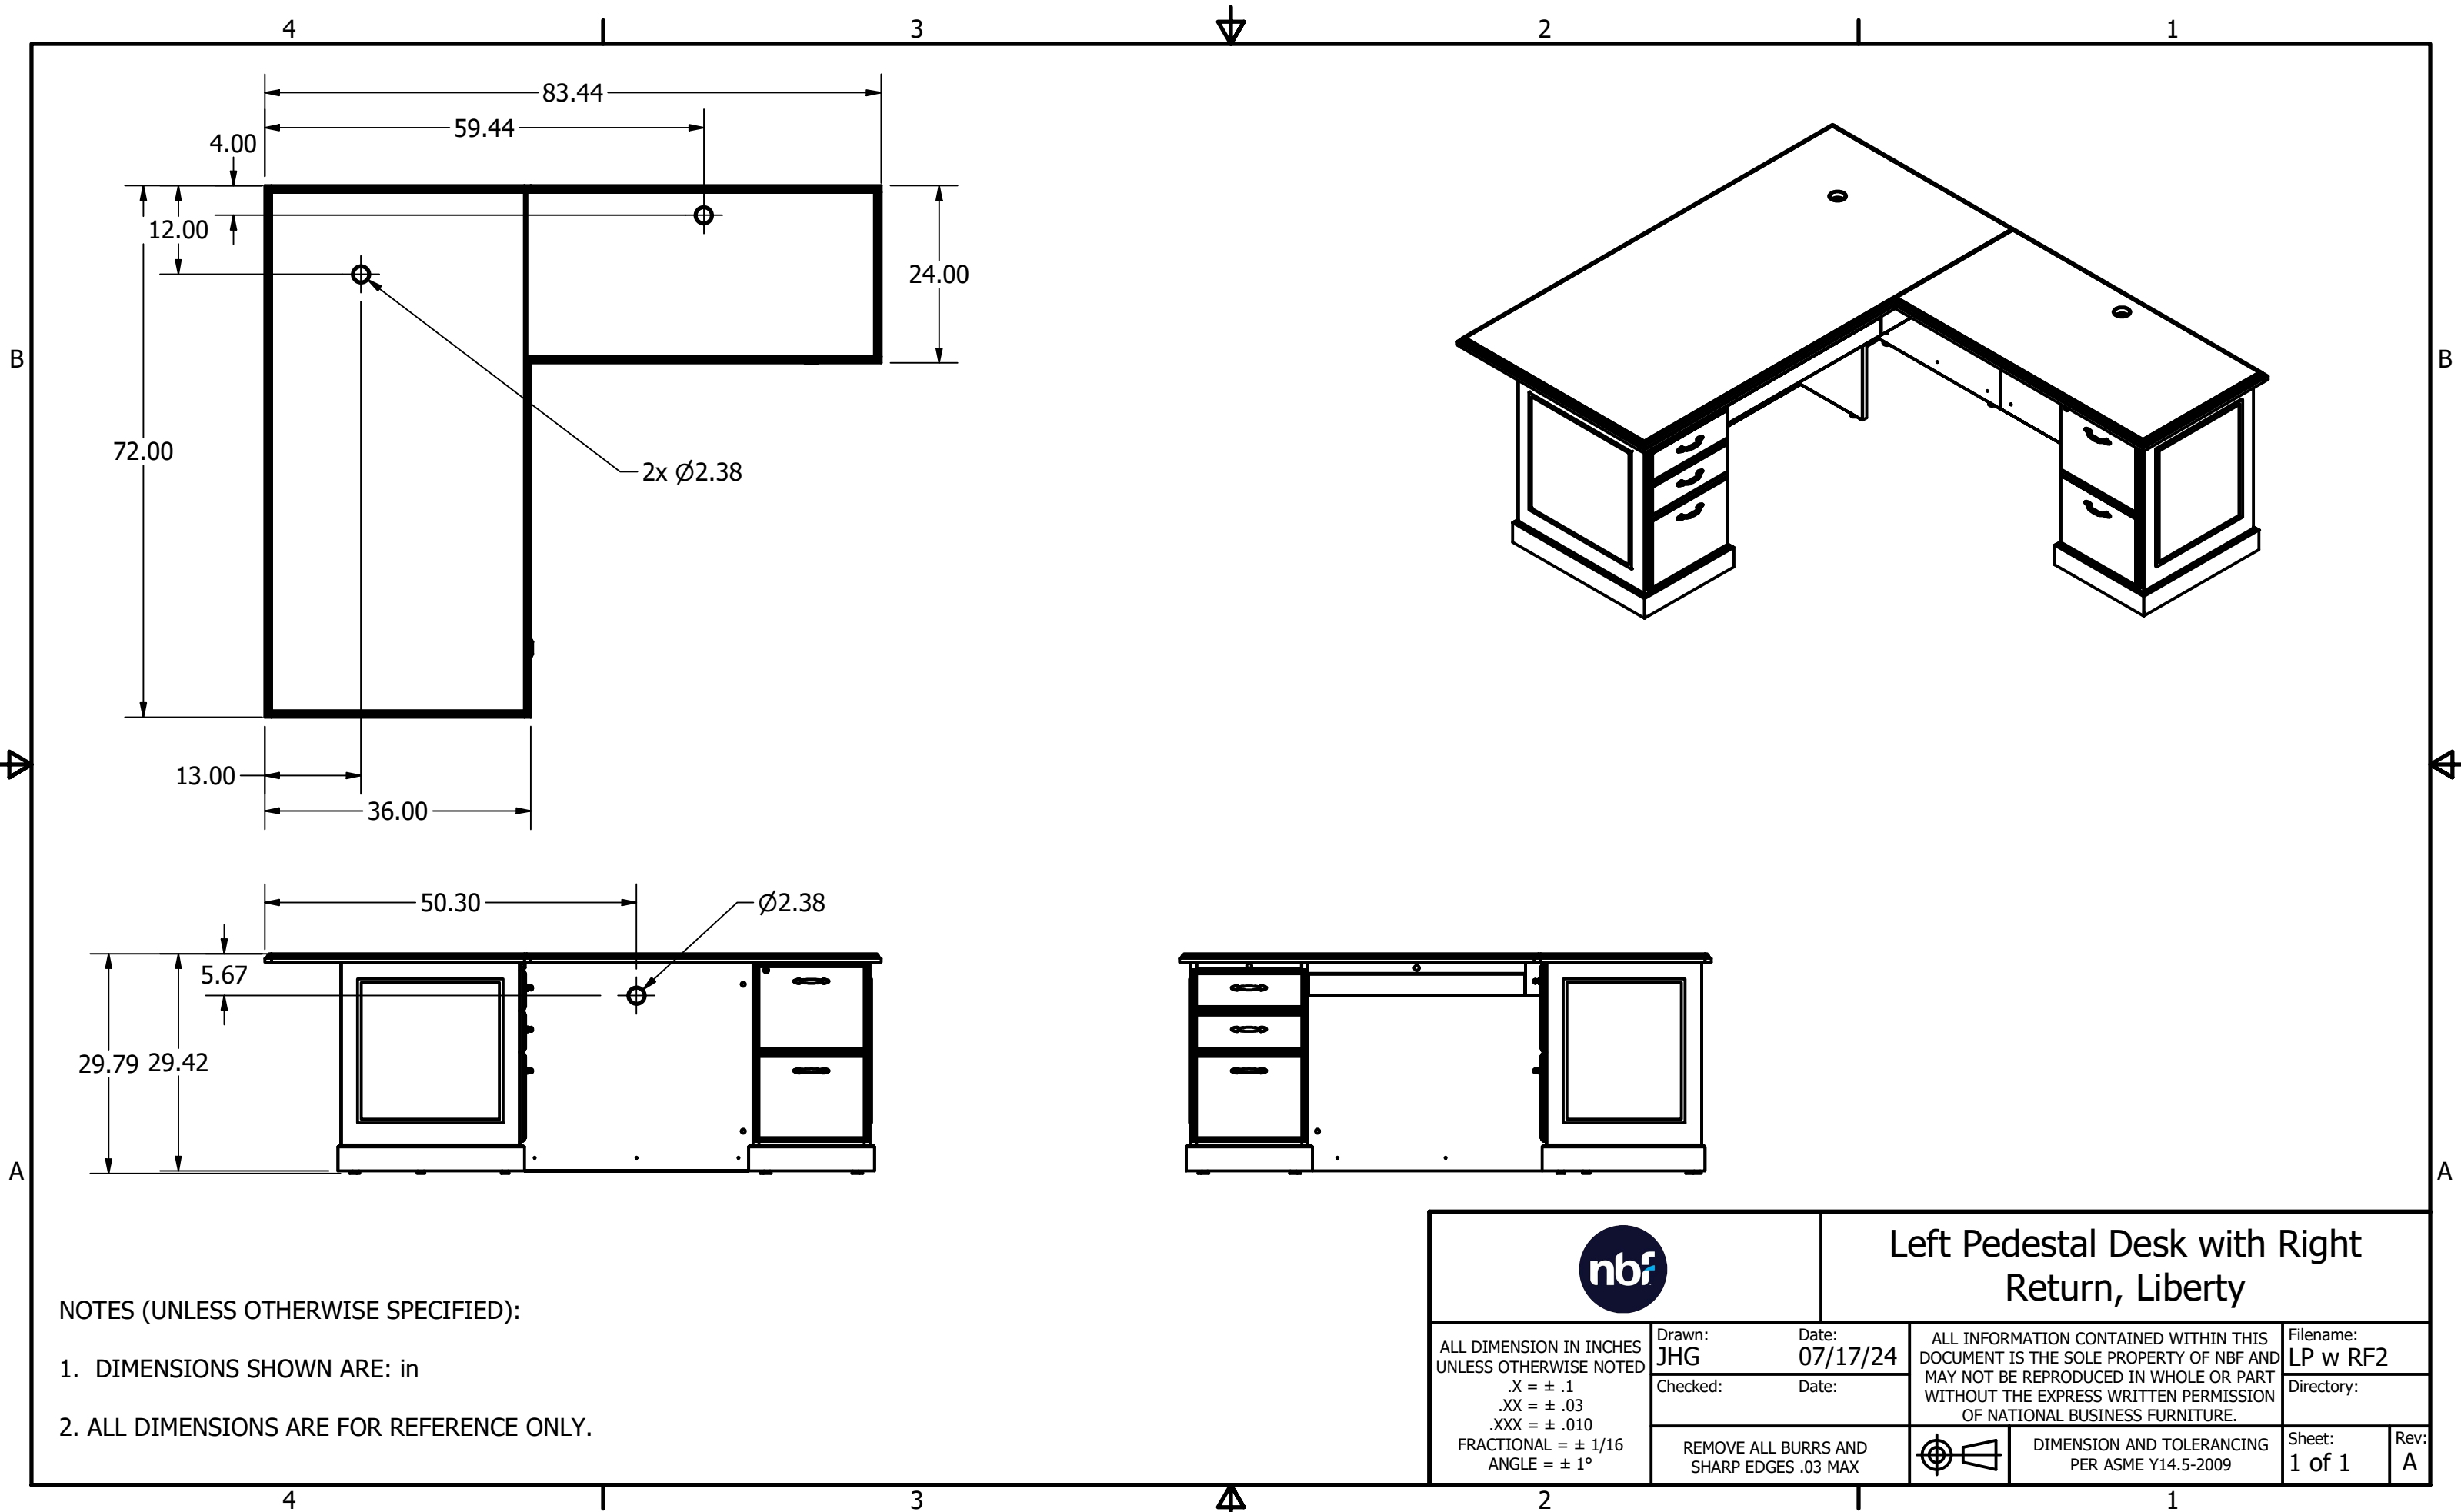 4
3
2
1
83.44
59.44
4.00
12.00
24.00
B
B
72.00
2x Ø2.38
13.00
36.00
50.30
Ø2.38
5.67
29.79
29.42
A
A
nbf
Left Pedestal Desk with Right
Return, Liberty
NOTES (UNLESS OTHERWISE SPECIFIED):
1. DIMENSIONS SHOWN ARE: in
2. ALL DIMENSIONS ARE FOR REFERENCE ONLY.
ALL DIMENSION IN INCHES
UNLESS OTHERWISE NOTED
.X = ± .1
.XX = ± .03
.XXX = ± .010
FRACTIONAL = ± 1/16
ANGLE = ± 1°
Drawn:
JHG
Date:
07/17/24
Checked:
Date:
REMOVE ALL BURRS AND
SHARP EDGES .03 MAX
ALL INFORMATION CONTAINED WITHIN THIS
DOCUMENT IS THE SOLE PROPERTY OF NBF AND
MAY NOT BE REPRODUCED IN WHOLE OR PART
WITHOUT THE EXPRESS WRITTEN PERMISSION
OF NATIONAL BUSINESS FURNITURE.
DIMENSION AND TOLERANCING
PER ASME Y14.5-2009
Filename:
LP w RF2
Directory:
Sheet:
1 of 1
Rev:
A
4
3
2
1